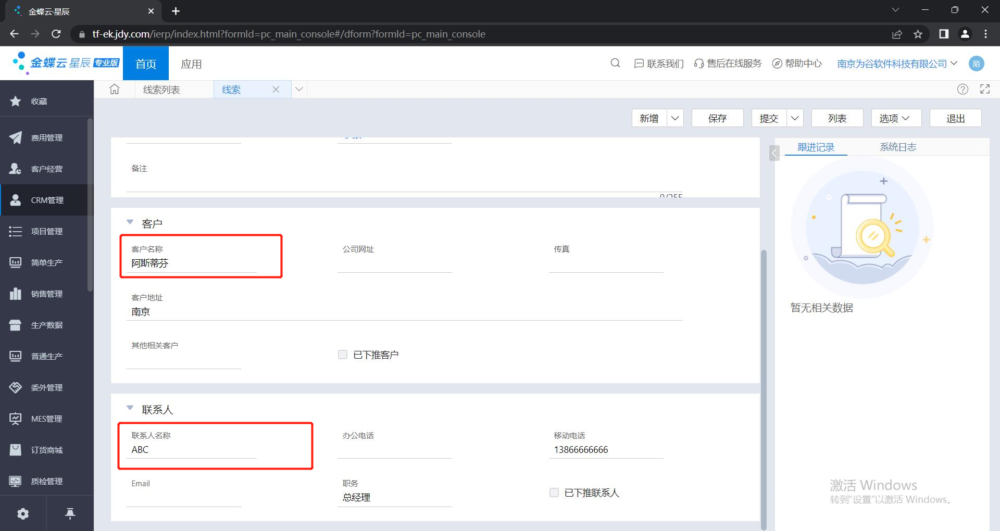 金蝶云·星辰
tf-ek.jdy.com/ierp/index.html?formId=pc_main_console#/dform?formId=pc_main_console
金蝶云 星辰 专业版
首页
应用
联系我们
售后在线服务
帮助中心
南京为谷软件科技有限公司
陌
线索列表
线索
收藏
费用管理
客户经营
CRM管理
项目管理
简单生产
销售管理
生产数据
普通生产
委外管理
MES管理
订货商城
质检管理
新增
保存
提交
列表
选项
退出
备注
0/255
客户
客户名称
公司网址
传真
阿斯蒂芬
客户地址
南京
其他相关客户
已下推客户
联系人
联系人名称
办公电话
移动电话
ABC
13866666666
Email
职务
总经理
已下推联系人
跟进记录
系统日志
暂无相关数据
激活 Windows
转到"设置"以激活 Windows。